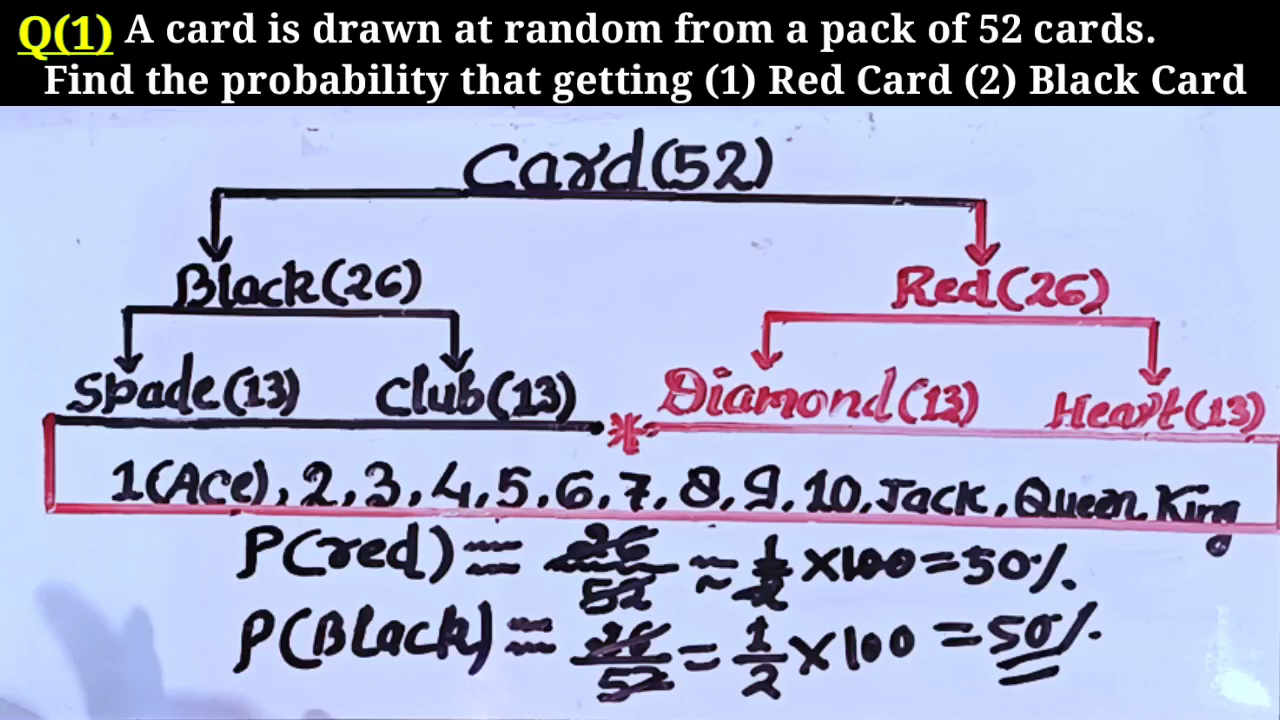 Q(1) A card is drawn at random from a pack of 52 cards.
Find the probability that getting (1) Red Card (2) Black Card
Card(52)
Black(26) Red(26)
Spade(13) Club(13) Diamond(13) Heart(13)
1(Ace), 2, 3, 4, 5, 6, 7, 8, 9, 10, Jack, Queen, King
P(red) = 26/52 = 1/2 ×100 = 50%.
P(Black) = 26/52 = 1/2 ×100 = 50%.